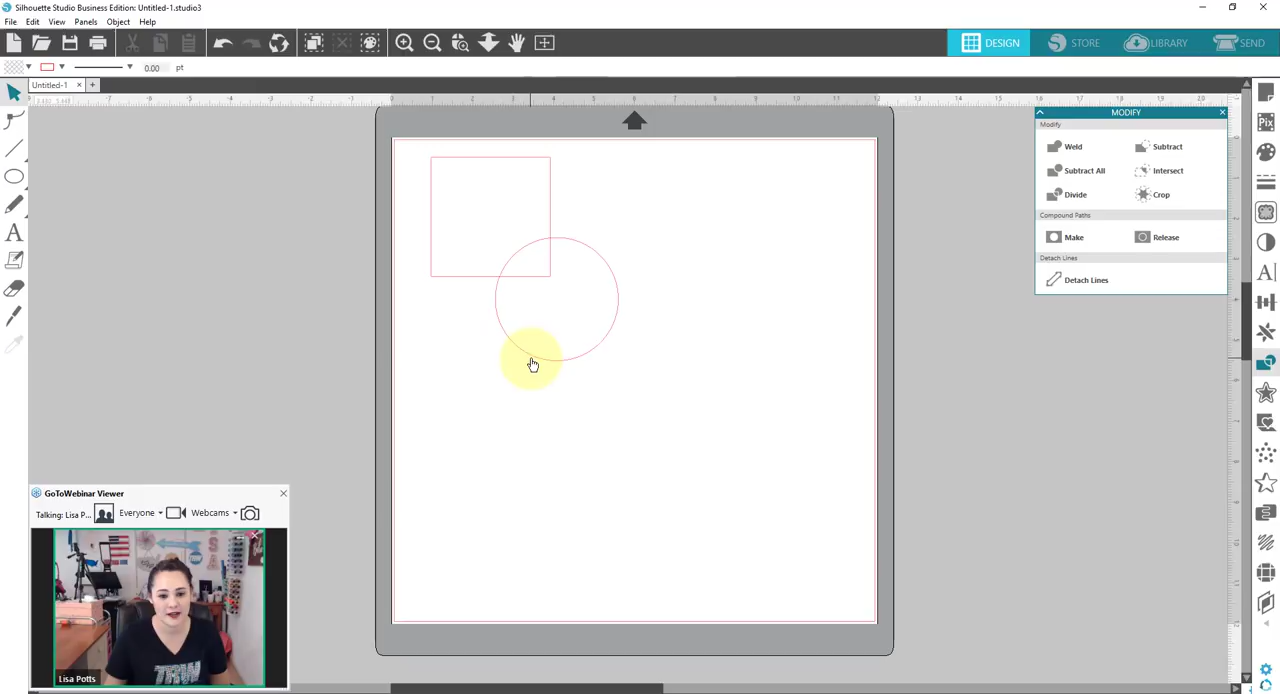 Silhouette Studio Business Edition: Untitled-1.studio3
File Edit View Panels Object Help
DESIGN STORE LIBRARY SEND
0.00 pt
Untitled-1
MODIFY
Modify
Weld Subtract
Subtract All Intersect
Divide Crop
Compound Paths
Make Release
Detach Lines
Detach Lines
GoToWebinar Viewer
Talking: Lisa P... Everyone Webcams
TRW
Lisa Potts